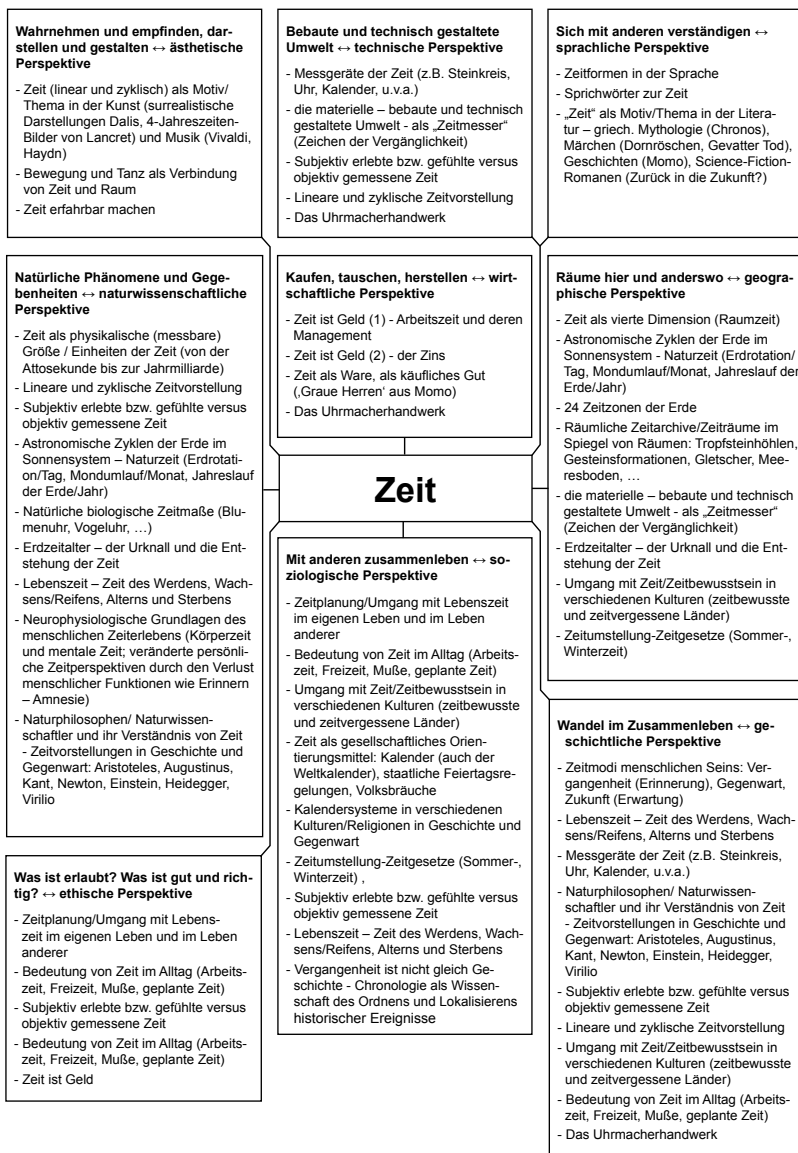 Wahrnehmen und empfinden, dar-
stellen und gestalten ↔ ästhetische
Perspektive
- Zeit (linear und zyklisch) als Motiv/
Thema in der Kunst (surrealistische
Darstellungen Dalis, 4-Jahreszeiten-
Bilder von Lancret) und Musik (Vivaldi,
Haydn)
- Bewegung und Tanz als Verbindung
von Zeit und Raum
- Zeit erfahrbar machen
Bebaute und technisch gestaltete
Umwelt ↔ technische Perspektive
- Messgeräte der Zeit (z.B. Steinkreis,
Uhr, Kalender, u.v.a.)
- die materielle – bebaute und technisch
gestaltete Umwelt - als „Zeitmesser“
(Zeichen der Vergänglichkeit)
- Subjektiv erlebte bzw. gefühlte versus
objektiv gemessene Zeit
- Lineare und zyklische Zeitvorstellung
- Das Uhrmacherhandwerk
Sich mit anderen verständigen ↔
sprachliche Perspektive
- Zeitformen in der Sprache
- Sprichwörter zur Zeit
- „Zeit“ als Motiv/Thema in der Litera-
tur – griech. Mythologie (Chronos),
Märchen (Dornröschen, Gevatter Tod),
Geschichten (Momo), Science-Fiction-
Romanen (Zurück in die Zukunft?)
Natürliche Phänomene und Gege-
benheiten ↔ naturwissenschaftliche
Perspektive
- Zeit als physikalische (messbare)
Größe / Einheiten der Zeit (von der
Attosekunde bis zur Jahrmilliarde)
- Lineare und zyklische Zeitvorstellung
- Subjektiv erlebte bzw. gefühlte versus
objektiv gemessene Zeit
- Astronomische Zyklen der Erde im
Sonnensystem – Naturzeit (Erdrotati-
on/Tag, Mondumlauf/Monat, Jahreslauf
der Erde/Jahr)
- Natürliche biologische Zeitmaße (Blu-
menuhr, Vogeluhr, …)
- Erdzeitalter – der Urknall und die Ent-
stehung der Zeit
- Lebenszeit – Zeit des Werdens, Wach-
sens/Reifens, Alterns und Sterbens
- Neurophysiologische Grundlagen des
menschlichen Zeiterlebens (Körperzeit
und mentale Zeit; veränderte persönli-
che Zeitperspektiven durch den Verlust
menschlicher Funktionen wie Erinnern
– Amnesie)
- Naturphilosophen/ Naturwissen-
schaftler und ihr Verständnis von Zeit
- Zeitvorstellungen in Geschichte und
Gegenwart: Aristoteles, Augustinus,
Kant, Newton, Einstein, Heidegger,
Virilio
Kaufen, tauschen, herstellen ↔ wirt-
schaftliche Perspektive
- Zeit ist Geld (1) - Arbeitszeit und deren
Management
- Zeit ist Geld (2) - der Zins
- Zeit als Ware, als käufliches Gut
(‚Graue Herren‘ aus Momo)
- Das Uhrmacherhandwerk
Räume hier und anderswo ↔ geogra-
phische Perspektive
- Zeit als vierte Dimension (Raumzeit)
- Astronomische Zyklen der Erde im
Sonnensystem - Naturzeit (Erdrotation/
Tag, Mondumlauf/Monat, Jahreslauf der
Erde/Jahr)
- 24 Zeitzonen der Erde
- Räumliche Zeitarchive/Zeiträume im
Spiegel von Räumen: Tropfsteinhöhlen,
Gesteinsformationen, Gletscher, Mee-
resboden, …
- die materielle – bebaute und technisch
gestaltete Umwelt - als „Zeitmesser“
(Zeichen der Vergänglichkeit)
- Erdzeitalter – der Urknall und die Ent-
stehung der Zeit
- Umgang mit Zeit/Zeitbewusstsein in
verschiedenen Kulturen (zeitbewusste
und zeitvergessene Länder)
- Zeitumstellung-Zeitgesetze (Sommer-,
Winterzeit)
Zeit
Mit anderen zusammenleben ↔ so-
ziologische Perspektive
- Zeitplanung/Umgang mit Lebenszeit
im eigenen Leben und im Leben
anderer
- Bedeutung von Zeit im Alltag (Arbeits-
zeit, Freizeit, Muße, geplante Zeit)
- Umgang mit Zeit/Zeitbewusstsein in
verschiedenen Kulturen (zeitbewusste
und zeitvergessene Länder)
- Zeit als gesellschaftliches Orien-
tierungsmittel: Kalender (auch der
Weltkalender), staatliche Feiertagsre-
gelungen, Volksbräuche
- Kalendersysteme in verschiedenen
Kulturen/Religionen in Geschichte und
Gegenwart
- Zeitumstellung-Zeitgesetze (Sommer-,
Winterzeit) ,
- Subjektiv erlebte bzw. gefühlte versus
objektiv gemessene Zeit
- Lebenszeit – Zeit des Werdens, Wach-
sens/Reifens, Alterns und Sterbens
- Vergangenheit ist nicht gleich Ge-
schichte - Chronologie als Wissen-
schaft des Ordnens und Lokalisierens
historischer Ereignisse
Was ist erlaubt? Was ist gut und rich-
tig? ↔ ethische Perspektive
- Zeitplanung/Umgang mit Lebens-
zeit im eigenen Leben und im Leben
anderer
- Bedeutung von Zeit im Alltag (Arbeits-
zeit, Freizeit, Muße, geplante Zeit)
- Subjektiv erlebte bzw. gefühlte versus
objektiv gemessene Zeit
- Bedeutung von Zeit im Alltag (Arbeits-
zeit, Freizeit, Muße, geplante Zeit)
- Zeit ist Geld
Wandel im Zusammenleben ↔ ge-
schichtliche Perspektive
- Zeitmodi menschlichen Seins: Ver-
gangenheit (Erinnerung), Gegenwart,
Zukunft (Erwartung)
- Lebenszeit – Zeit des Werdens, Wach-
sens/Reifens, Alterns und Sterbens
- Messgeräte der Zeit (z.B. Steinkreis,
Uhr, Kalender, u.v.a.)
- Naturphilosophen/ Naturwissen-
schaftler und ihr Verständnis von Zeit
- Zeitvorstellungen in Geschichte und
Gegenwart: Aristoteles, Augustinus,
Kant, Newton, Einstein, Heidegger,
Virilio
- Subjektiv erlebte bzw. gefühlte versus
objektiv gemessene Zeit
- Lineare und zyklische Zeitvorstellung
- Umgang mit Zeit/Zeitbewusstsein in
verschiedenen Kulturen (zeitbewusste
und zeitvergessene Länder)
- Bedeutung von Zeit im Alltag (Arbeits-
zeit, Freizeit, Muße, geplante Zeit)
- Das Uhrmacherhandwerk